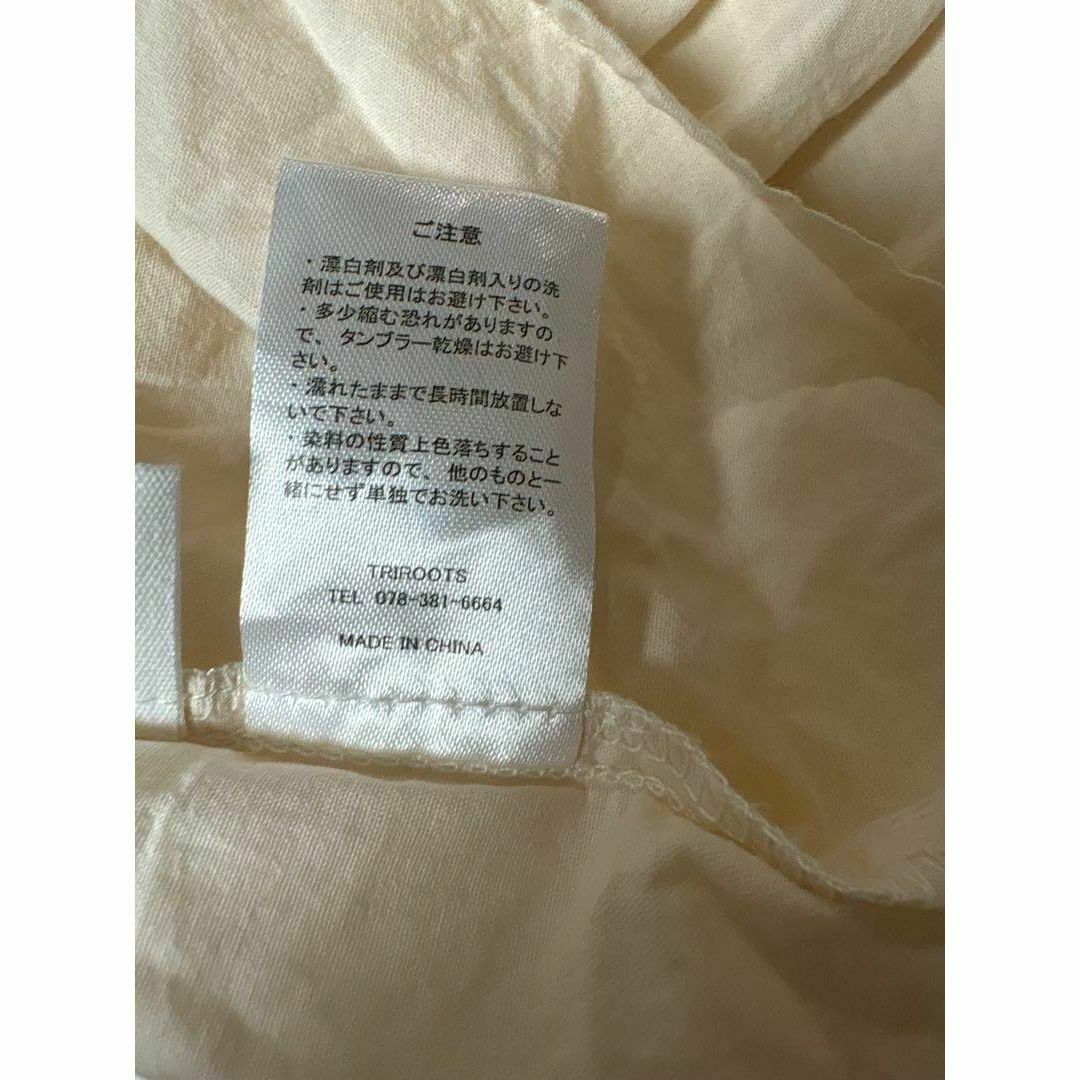 ご注意
・漂白剤及び漂白剤入りの洗
剤はご使用はお避け下さい。
・多少縮む恐れがありますの
で、タンブラー乾燥はお避け下
さい。
・濡れたままで長時間放置しな
いで下さい。
・染料の性質上色落ちすること
がありますので、他のものと一
緒にせず単独でお洗い下さい。
TRIROOTS
TEL 078-381-6664
MADE IN CHINA